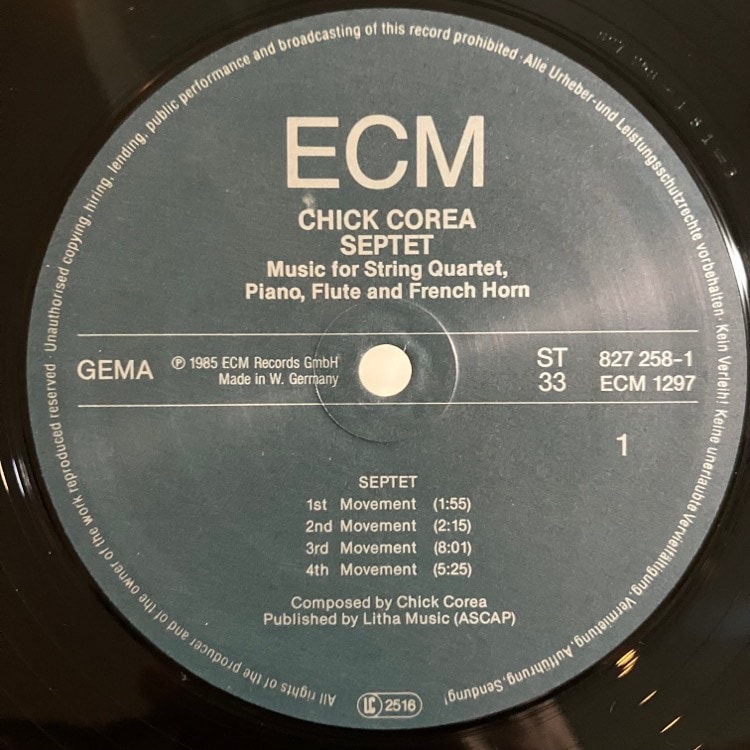 ECM
CHICK COREA
SEPTET
Music for String Quartet,
Piano, Flute and French Horn
GEMA
℗ 1985 ECM Records GmbH
Made in W. Germany
ST 827 258-1
33 ECM 1297
1
SEPTET
1st Movement (1:55)
2nd Movement (2:15)
3rd Movement (8:01)
4th Movement (5:25)
Composed by Chick Corea
Published by Litha Music (ASCAP)
LC 2516
All rights of the producer and of the owner of the work reproduced reserved · Unauthorised copying, hiring, lending, public performance and broadcasting of this record prohibited · Alle Urheber- und Leistungsschutzrechte vorbehalten · Kein Verleih! Keine unerlaubte Vervielfältigung, Vermietung, Aufführung, Sendung!